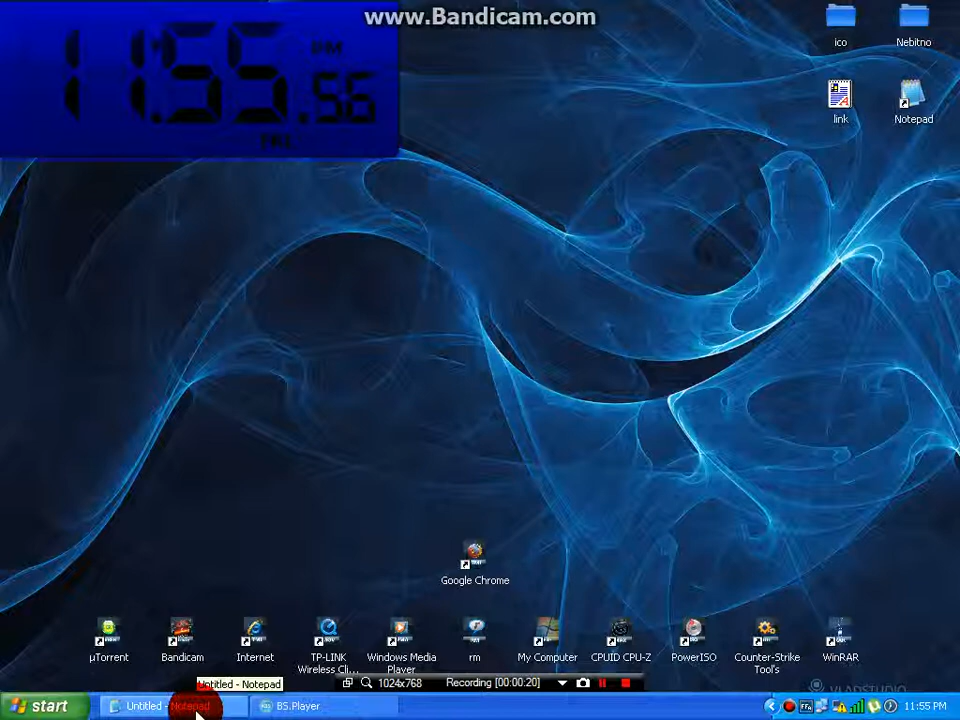 www.Bandicam.com
11:55.56
ico
Nebitno
link
Notepad
Google Chrome
µTorrent
Bandicam
Internet
TP-LINK
Wireless Cli...
Windows Media
Player
rm
My Computer
CPUID CPU-Z
PowerISO
Counter-Strike
Tool's
WinRAR
Untitled - Notepad
1024x768
Recording [00:00:20]
VLADSTUDIO
start
Untitled - Notepad
BS.Player
11:55 PM